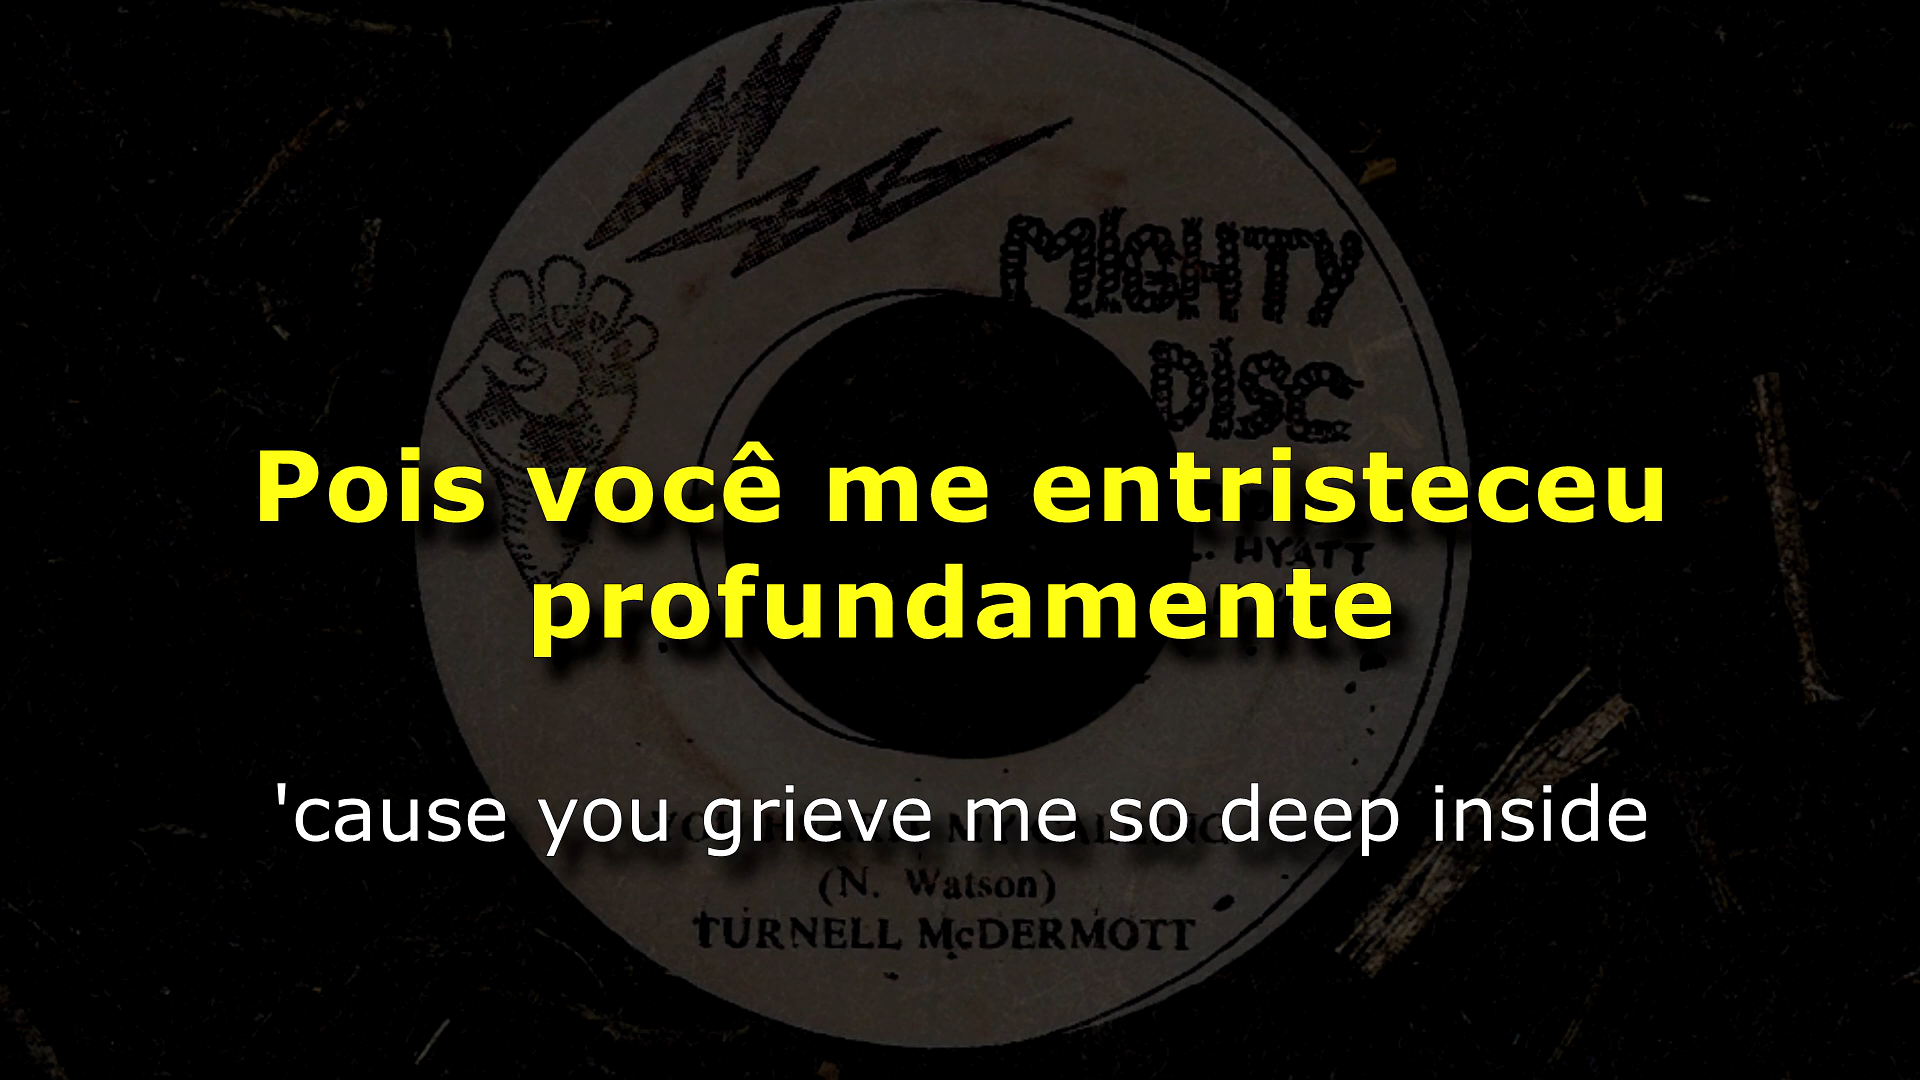 MIGHTY
DISC
Pois você me entristeceu
L. HYATT
profundamente
'cause you grieve me so deep inside
(N. Watson)
TURNELL McDERMOTT